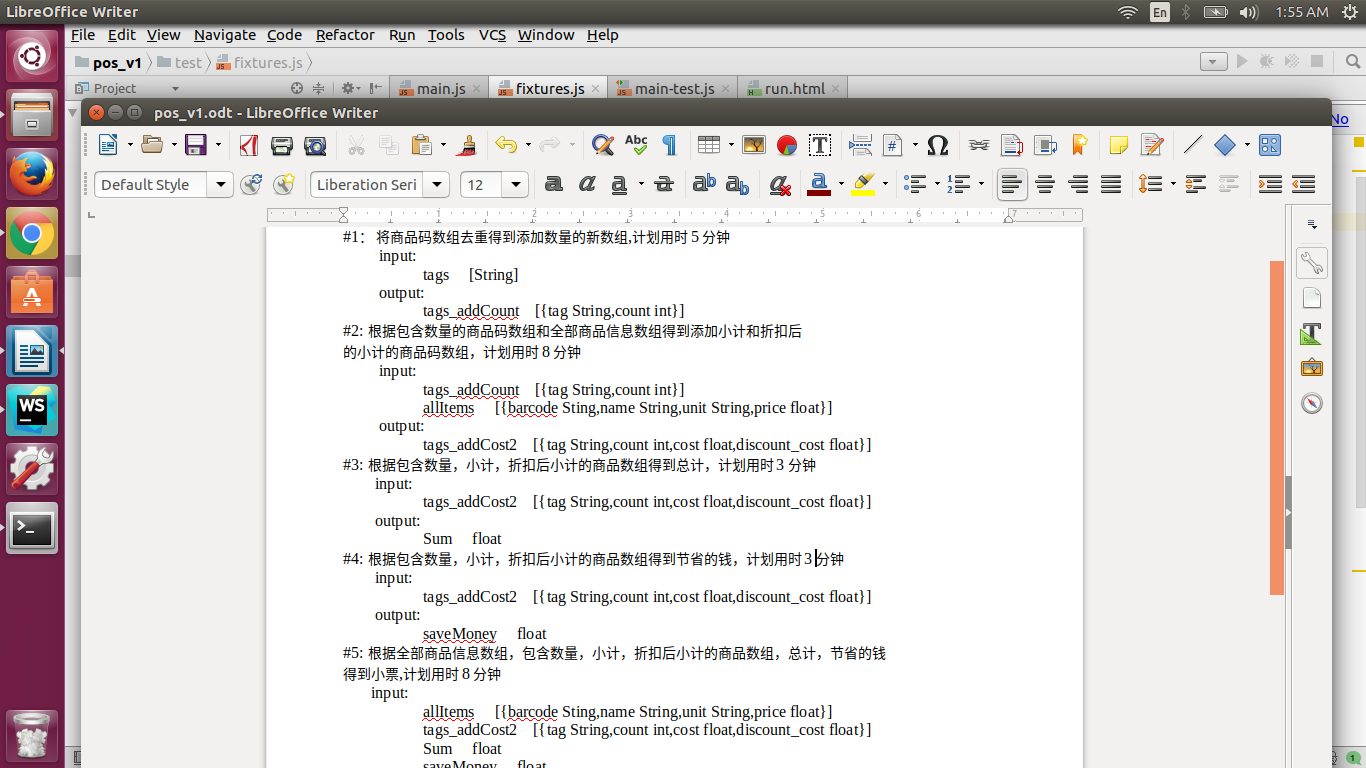 LibreOffice Writer
En
1:55 AM
File Edit View Navigate Code Refactor Run Tools VCS Window Help
pos_v1 test fixtures.js
Project main.js fixtures.js main-test.js run.html
pos_v1.odt - LibreOffice Writer
No
Abc
Default Style Liberation Seri 12
1 2 3 4 5 6 7
#1： 将商品码数组去重得到添加数量的新数组,计划用时 5 分钟
input:
tags [String]
output:
tags_addCount [{tag String,count int}]
#2: 根据包含数量的商品码数组和全部商品信息数组得到添加小计和折扣后
的小计的商品码数组，计划用时 8 分钟
input:
tags_addCount [{tag String,count int}]
allItems [{barcode Sting,name String,unit String,price float}]
output:
tags_addCost2 [{tag String,count int,cost float,discount_cost float}]
#3: 根据包含数量，小计，折扣后小计的商品数组得到总计，计划用时 3 分钟
input:
tags_addCost2 [{tag String,count int,cost float,discount_cost float}]
output:
Sum float
#4: 根据包含数量，小计，折扣后小计的商品数组得到节省的钱，计划用时 3 分钟
input:
tags_addCost2 [{tag String,count int,cost float,discount_cost float}]
output:
saveMoney float
#5: 根据全部商品信息数组，包含数量，小计，折扣后小计的商品数组，总计，节省的钱
得到小票,计划用时 8 分钟
input:
allItems [{barcode Sting,name String,unit String,price float}]
tags_addCost2 [{tag String,count int,cost float,discount_cost float}]
Sum float
saveMoney float
WS
1